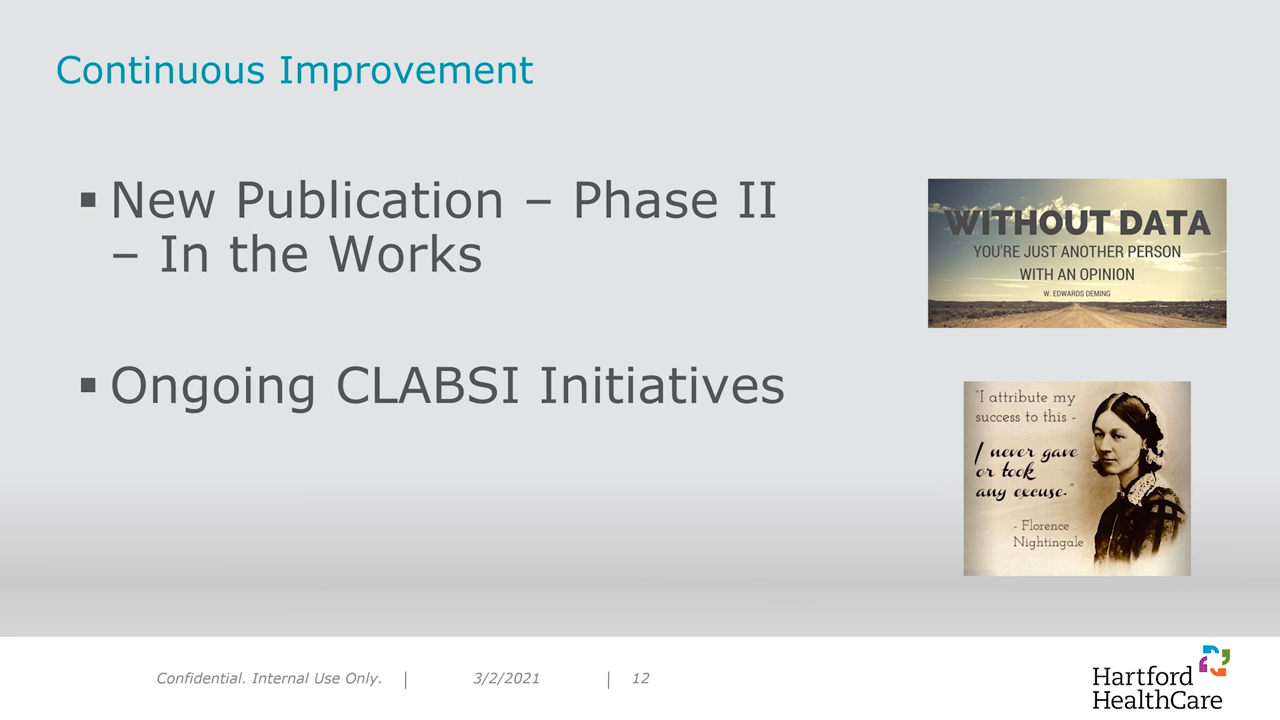 Continuous Improvement
▪ New Publication – Phase II
– In the Works
▪ Ongoing CLABSI Initiatives
WITHOUT DATA
YOU'RE JUST ANOTHER PERSON
WITH AN OPINION
W. EDWARDS DEMING
"I attribute my
success to this -
I never gave
or took
any excuse."
- Florence
Nightingale
Confidential. Internal Use Only. | 3/2/2021 | 12
Hartford
HealthCare